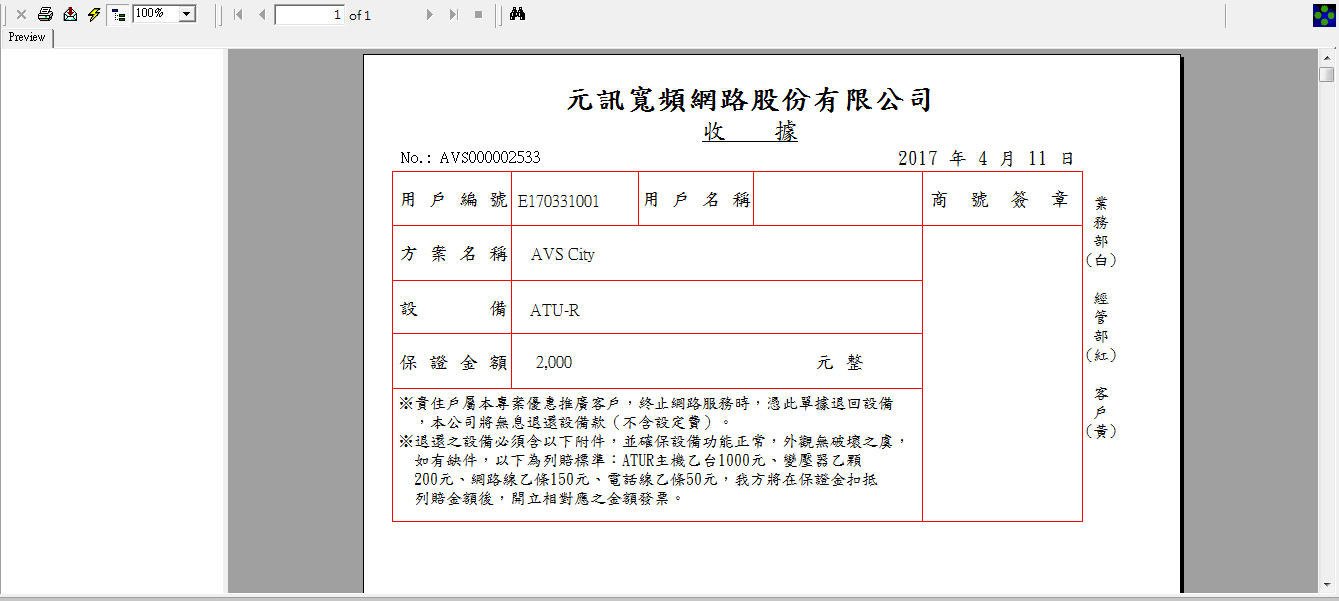 100%
1 of 1
Preview
元訊寬頻網路股份有限公司
收 據
No.: AVS000002533
2017 年 4 月 11 日
用戶編號 E170331001 用戶名稱 商號簽章
方案名稱 AVS City
設備 ATU-R
保證金額 2,000 元整
※貴住戶屬本專案優惠推廣客戶，終止網路服務時，憑此單據退回設備
，本公司將無息退還設備款（不含設定費）。
※退還之設備必須含以下附件，並確保設備功能正常，外觀無破壞之虞，
如有缺件，以下為列賠標準：ATUR主機乙台1000元、變壓器乙顆
200元、網路線乙條150元、電話線乙條50元，我方將在保證金扣抵
列賠金額後，開立相對應之金額發票。
業務部(白)
經管部(紅)
客戶(黃)